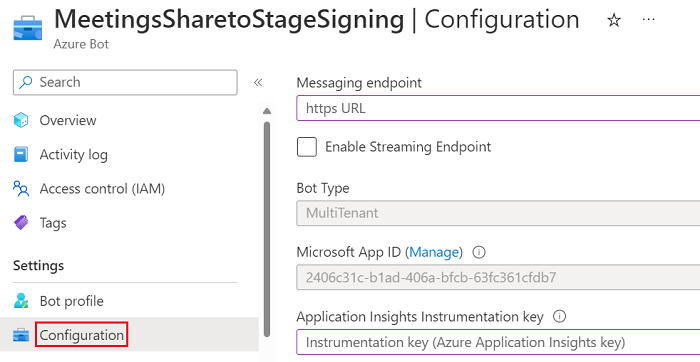 MeetingsSharetoStageSigning | Configuration
Azure Bot
Search
Overview
Activity log
Access control (IAM)
Tags
Settings
Bot profile
Configuration
Messaging endpoint
https URL
Enable Streaming Endpoint
Bot Type
MultiTenant
Microsoft App ID (Manage)
2406c31c-b1ad-406a-bfcb-63fc361cfdb7
Application Insights Instrumentation key
Instrumentation key (Azure Application Insights key)